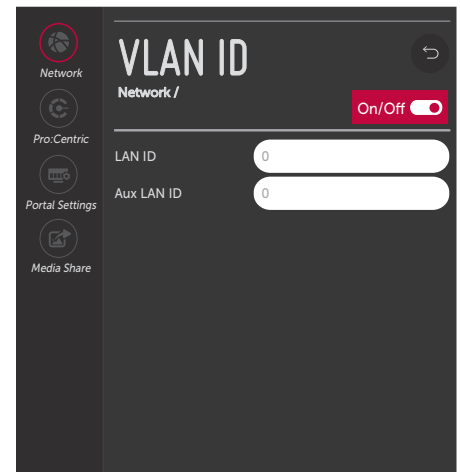 VLAN ID
Network /
On/Off
LAN ID 0
Aux LAN ID 0
Network
Pro:Centric
Portal Settings
Media Share